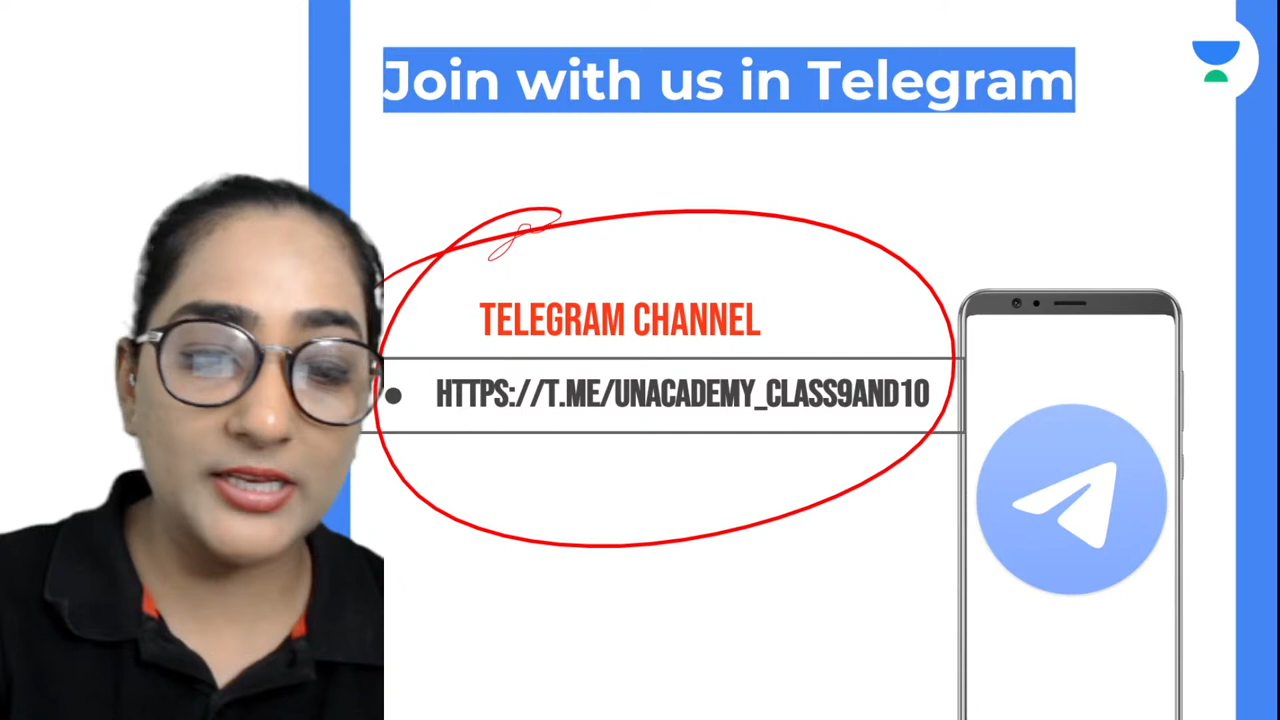 Join with us in Telegram
TELEGRAM CHANNEL
● HTTPS://T.ME/UNACADEMY_CLASS9AND10